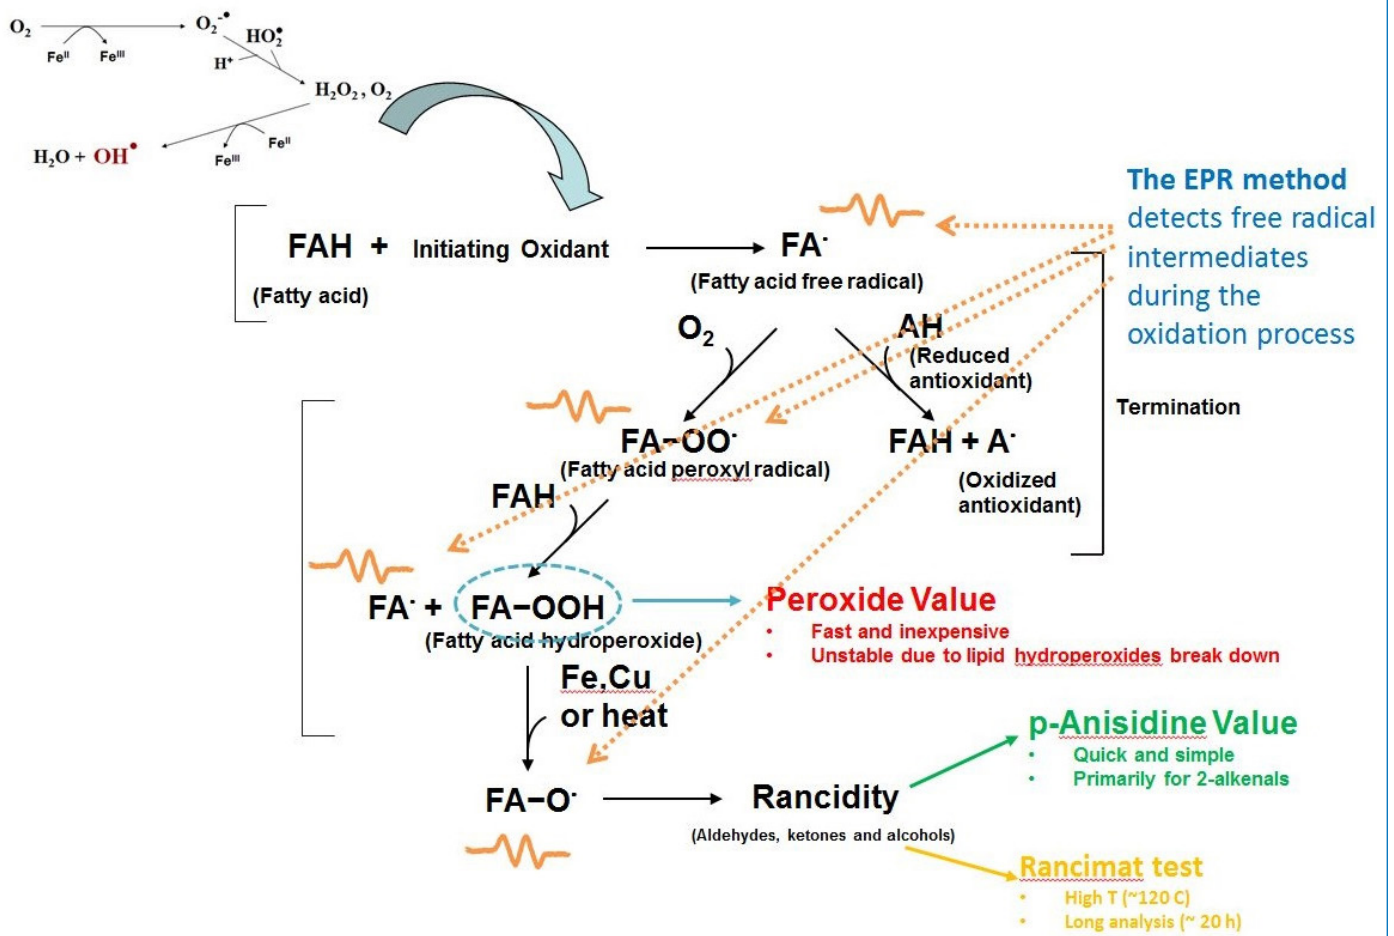 O₂
O₂⁻•
Feᴵᴵ
Feᴵᴵᴵ
HO₂•
H⁺
H₂O₂ , O₂
Feᴵᴵ
Feᴵᴵᴵ
H₂O + OH•
The EPR method
detects free radical
intermediates
during the
oxidation process
FAH + Initiating Oxidant
(Fatty acid)
FA·
(Fatty acid free radical)
O₂
AH
(Reduced
antioxidant)
Termination
FA–OO·
(Fatty acid peroxyl radical)
FAH + A·
(Oxidized
antioxidant)
FAH
FA· + FA–OOH
(Fatty acid hydroperoxide)
Peroxide Value
• Fast and inexpensive
• Unstable due to lipid hydroperoxides break down
Fe,Cu
or heat
p-Anisidine Value
• Quick and simple
• Primarily for 2-alkenals
FA–O·
Rancidity
(Aldehydes, ketones and alcohols)
Rancimat test
• High T (~120 C)
• Long analysis (~ 20 h)